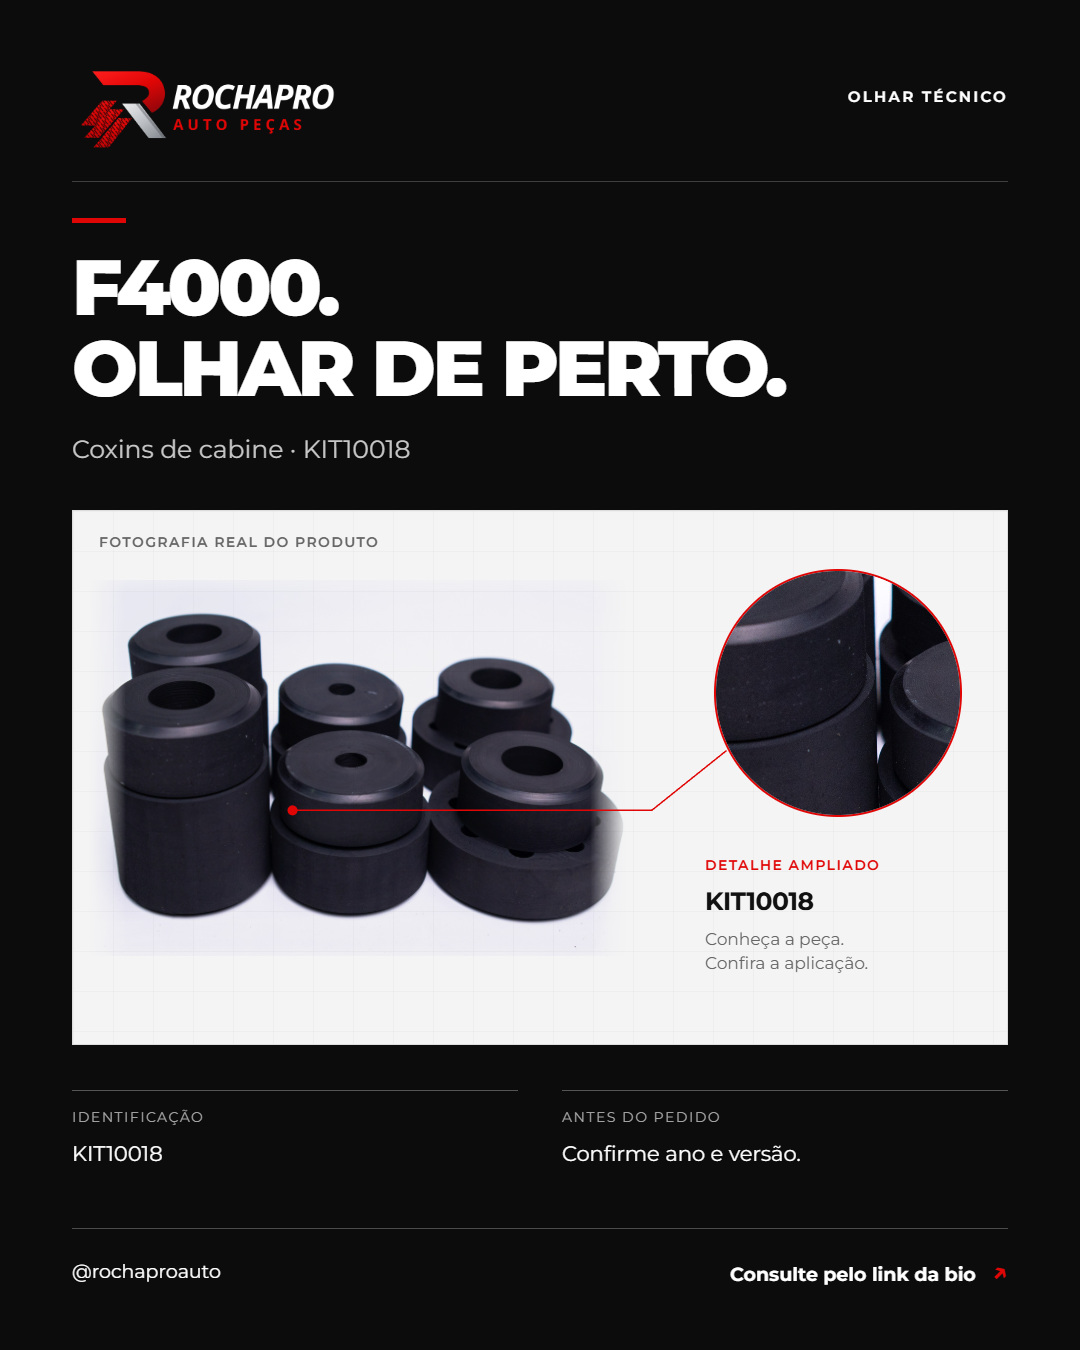 ROCHAPRO
AUTO PEÇAS
OLHAR TÉCNICO
F4000.
OLHAR DE PERTO.
Coxins de cabine · KIT10018
FOTOGRAFIA REAL DO PRODUTO
DETALHE AMPLIADO
KIT10018
Conheça a peça.
Confira a aplicação.
IDENTIFICAÇÃO
KIT10018
ANTES DO PEDIDO
Confirme ano e versão.
@rochaproauto
Consulte pelo link da bio